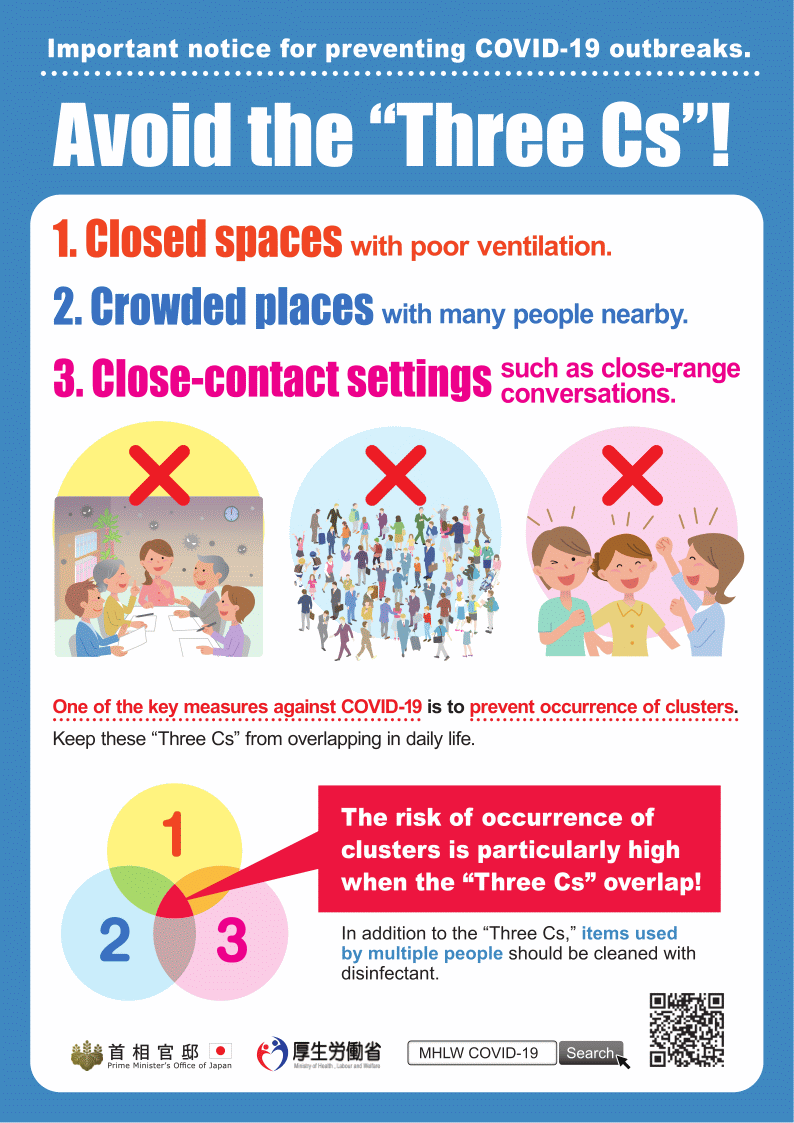 Important notice for preventing COVID-19 outbreaks.
Avoid the “Three Cs”!
1. Closed spaces with poor ventilation.
2. Crowded places with many people nearby.
3. Close-contact settings such as close-range
conversations.
One of the key measures against COVID-19 is to prevent occurrence of clusters.
Keep these “Three Cs” from overlapping in daily life.
1
2
3
The risk of occurrence of
clusters is particularly high
when the “Three Cs” overlap!
In addition to the “Three Cs,” items used
by multiple people should be cleaned with
disinfectant.
首相官邸
Prime Minister's Office of Japan
厚生労働省
Ministry of Health, Labour and Welfare
MHLW COVID-19
Search